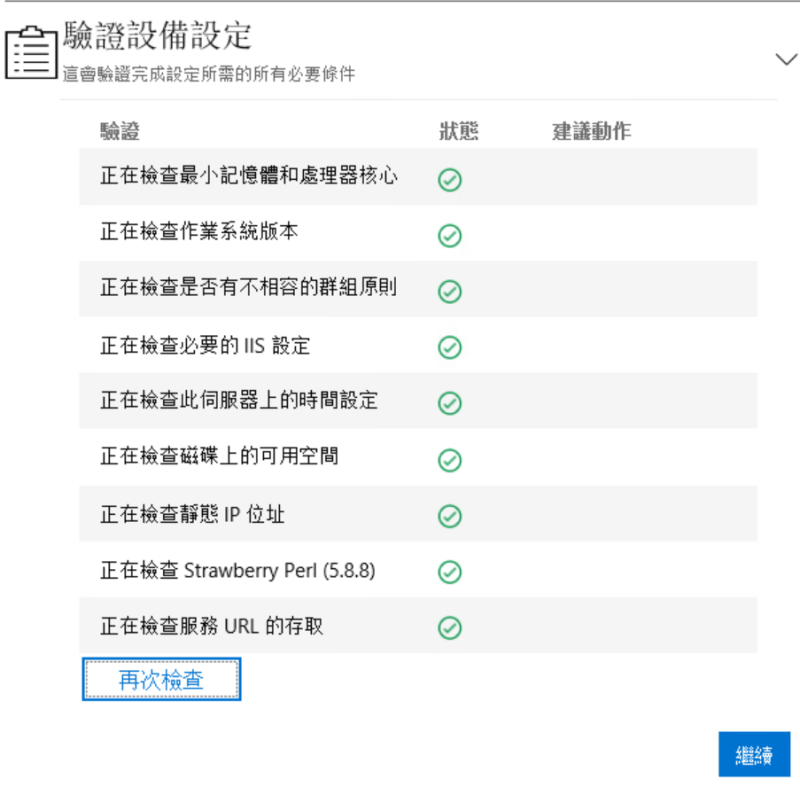 驗證設備設定
這會驗證完成設定所需的所有必要條件
驗證 狀態 建議動作
正在檢查最小記憶體和處理器核心
正在檢查作業系統版本
正在檢查是否有不相容的群組原則
正在檢查必要的 IIS 設定
正在檢查此伺服器上的時間設定
正在檢查磁碟上的可用空間
正在檢查靜態 IP 位址
正在檢查 Strawberry Perl (5.8.8)
正在檢查服務 URL 的存取
再次檢查
繼續